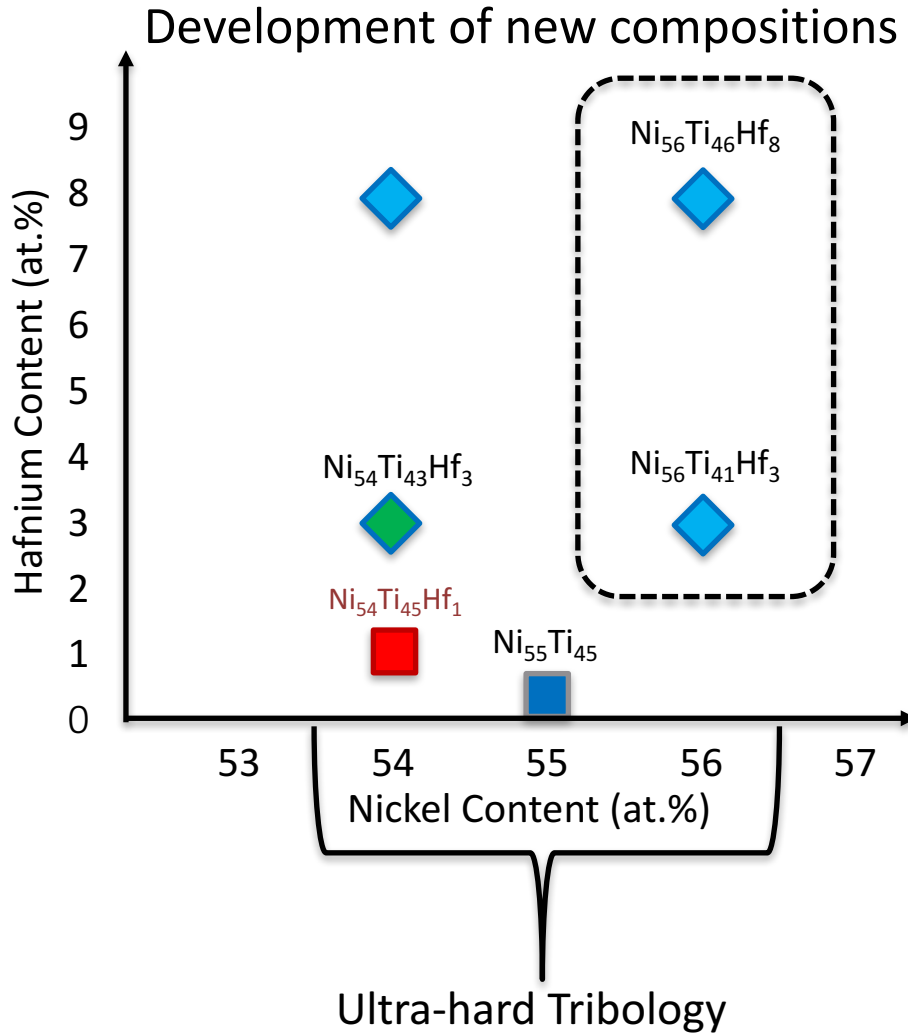 Development of new compositions
Hafnium Content (at.%)
9
8
7
6
5
4
3
2
1
0
Ni₅₆Ti₄₆Hf₈
Ni₅₄Ti₄₃Hf₃
Ni₅₆Ti₄₁Hf₃
Ni₅₄Ti₄₅Hf₁
Ni₅₅Ti₄₅
53 54 55 56 57
Nickel Content (at.%)
Ultra-hard Tribology